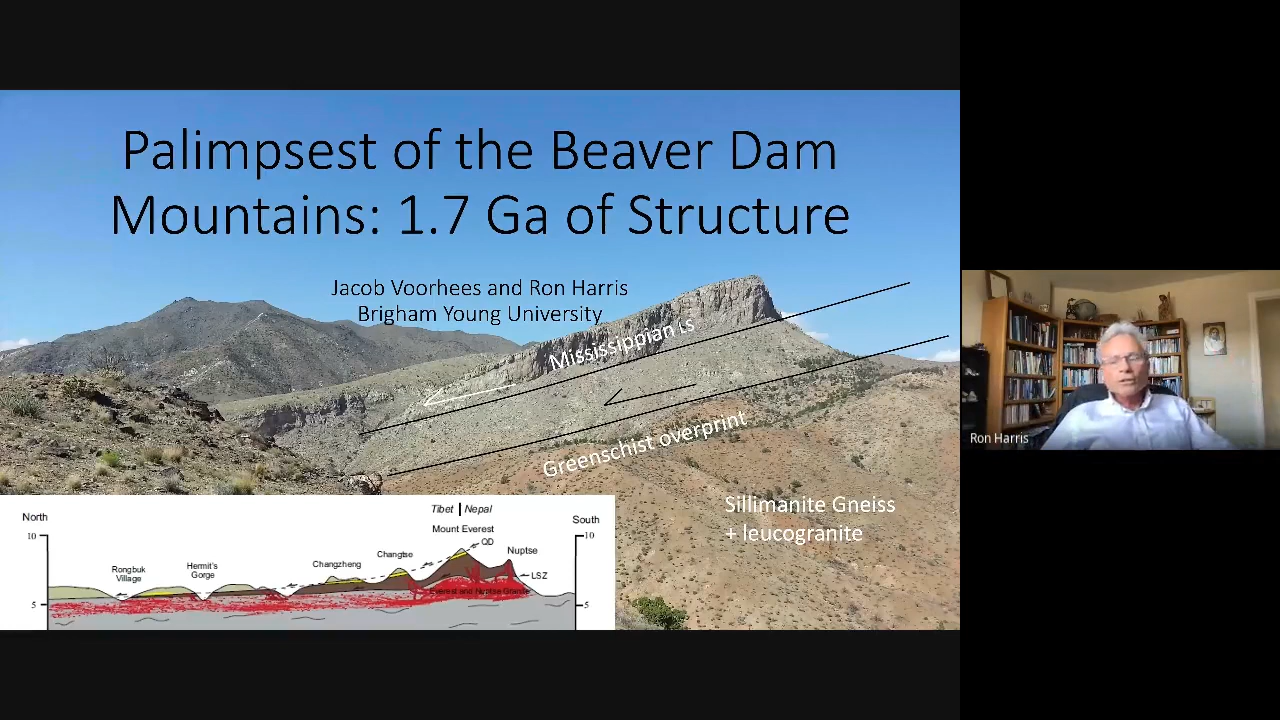 Palimpsest of the Beaver Dam
Mountains: 1.7 Ga of Structure
Jacob Voorhees and Ron Harris
Brigham Young University
Mississippian ls
Greenschist overprint
Sillimanite Gneiss
+ leucogranite
North
Tibet | Nepal
South
10
Mount Everest
10
QD
Changtse
Nuptse
Changzheng
Rongbuk
Village
Hermit's
Gorge
LSZ
Everest and Nuptse Granite
5
5
Ron Harris